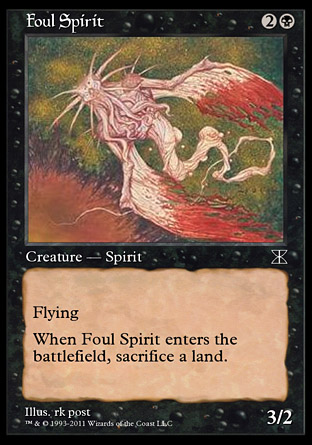 Foul Spirit 2
Creature — Spirit
Flying
When Foul Spirit enters the
battlefield, sacrifice a land.
Illus. rk post
™ & © 1993-2011 Wizards of the Coast LLC
3/2